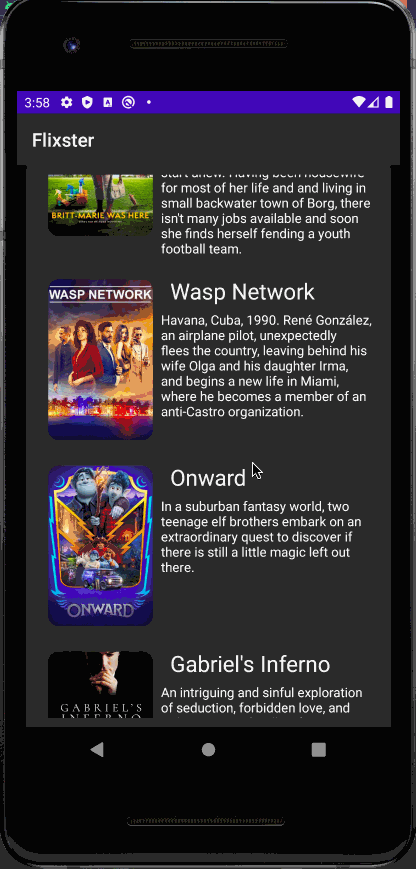 3:58
Flixster
start anew. Having been housewife
for most of her life and and living in
small backwater town of Borg, there
isn't many jobs available and soon
she finds herself fending a youth
football team.
BRITT-MARIE WAS HERE
WASP NETWORK
Wasp Network
Havana, Cuba, 1990. René González,
an airplane pilot, unexpectedly
flees the country, leaving behind his
wife Olga and his daughter Irma,
and begins a new life in Miami,
where he becomes a member of an
anti-Castro organization.
Onward
In a suburban fantasy world, two
teenage elf brothers embark on an
extraordinary quest to discover if
there is still a little magic left out
there.
ONWARD
Gabriel's Inferno
An intriguing and sinful exploration
of seduction, forbidden love, and
GABRIEL'S
INFERNO